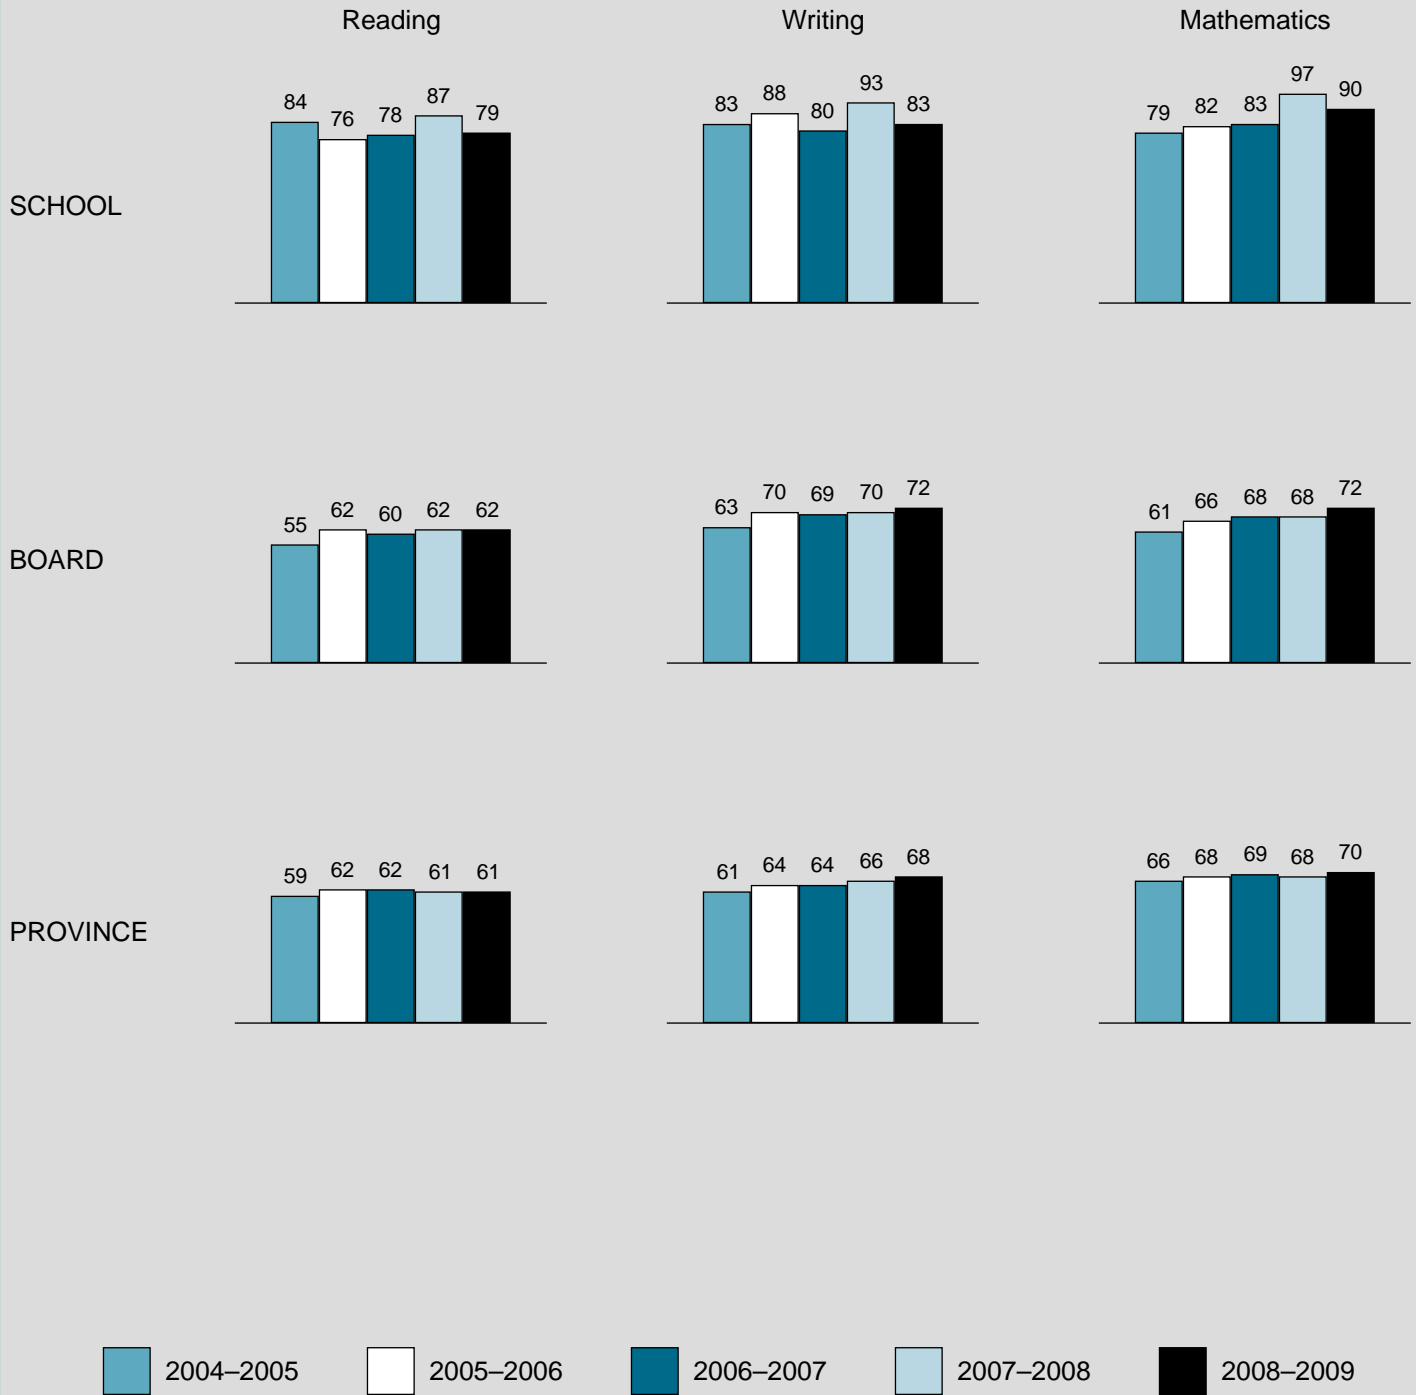 Reading Writing Mathematics
SCHOOL
84 76 78 87 79
83 88 80 93 83
79 82 83 97 90
BOARD
55 62 60 62 62
63 70 69 70 72
61 66 68 68 72
PROVINCE
59 62 62 61 61
61 64 64 66 68
66 68 69 68 70
2004–2005 2005–2006 2006–2007 2007–2008 2008–2009